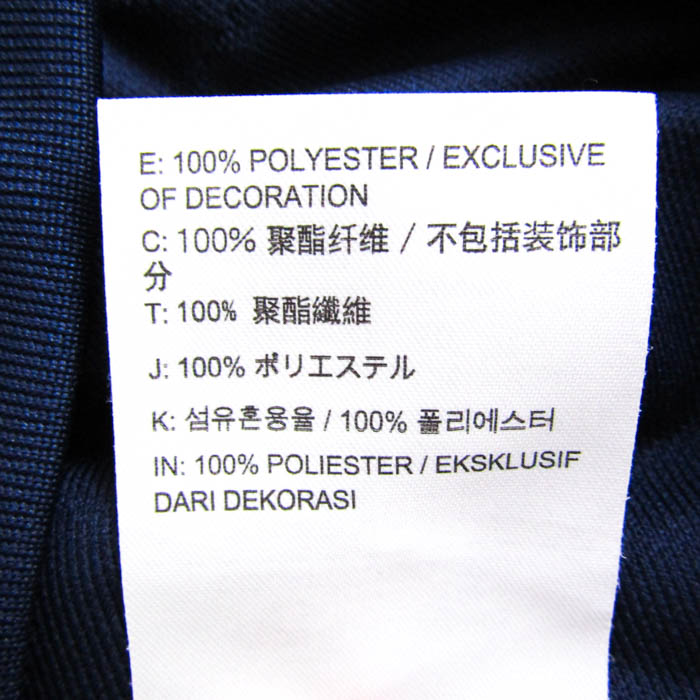 E: 100% POLYESTER / EXCLUSIVE
OF DECORATION
C: 100% 聚酯纤维 / 不包括装饰部
分
T: 100% 聚酯纖維
J: 100% ポリエステル
K: 섬유혼용율 / 100% 폴리에스터
IN: 100% POLIESTER / EKSKLUSIF
DARI DEKORASI